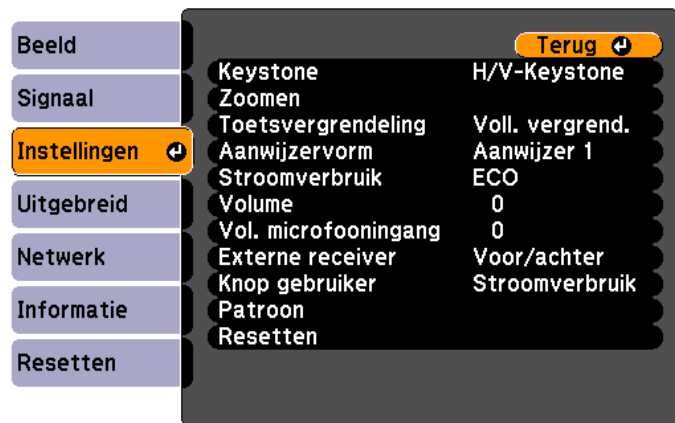 Beeld
Signaal
Instellingen
Uitgebreid
Netwerk
Informatie
Resetten
Terug
Keystone H/V-Keystone
Zoomen
Toetsvergrendeling Voll. vergrend.
Aanwijzervorm Aanwijzer 1
Stroomverbruik ECO
Volume 0
Vol. microfooningang 0
Externe receiver Voor/achter
Knop gebruiker Stroomverbruik
Patroon
Resetten